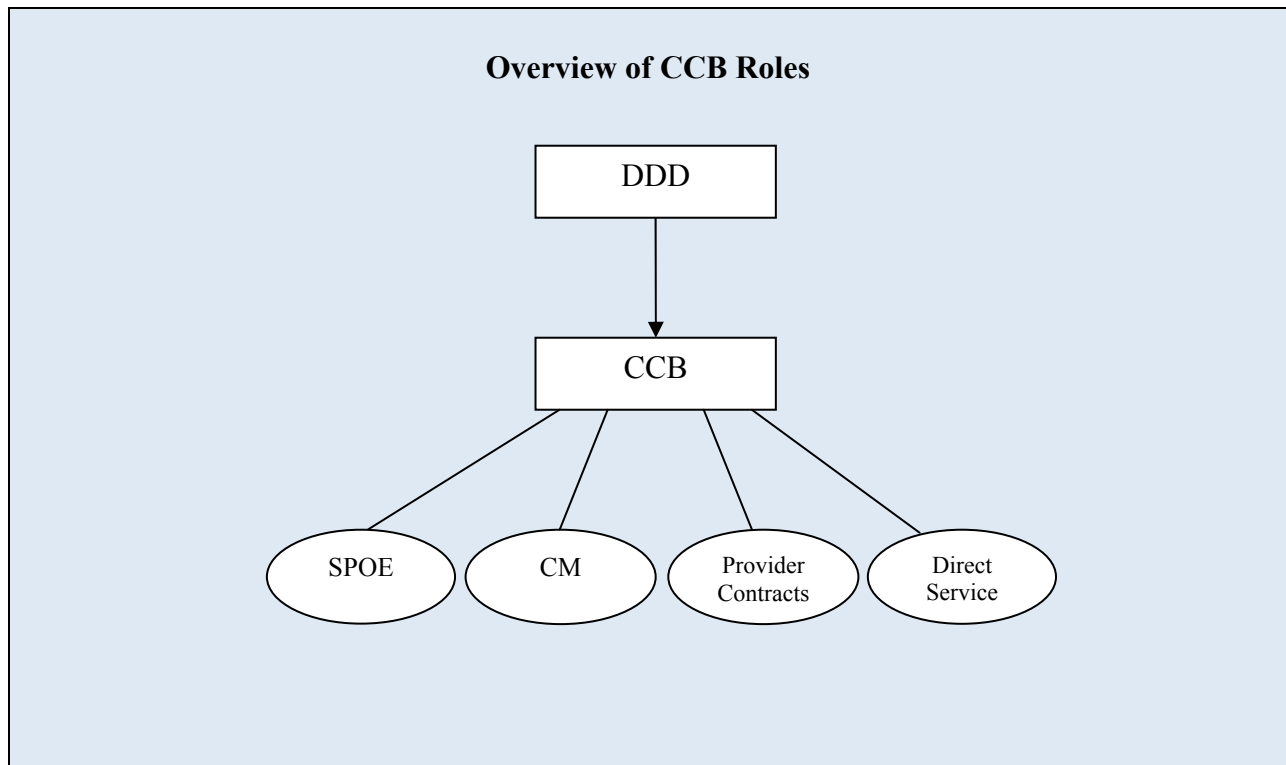 Overview of CCB Roles
DDD
CCB
SPOE
CM
Provider
Contracts
Direct
Service